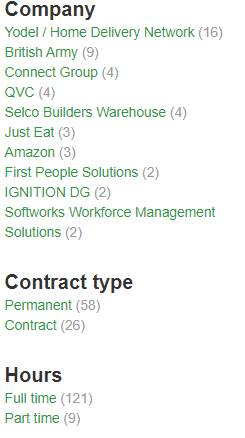 Company
Yodel / Home Delivery Network (16)
British Army (9)
Connect Group (4)
QVC (4)
Selco Builders Warehouse (4)
Just Eat (3)
Amazon (3)
First People Solutions (2)
IGNITION DG (2)
Softworks Workforce Management
Solutions (2)
Contract type
Permanent (58)
Contract (26)
Hours
Full time (121)
Part time (9)